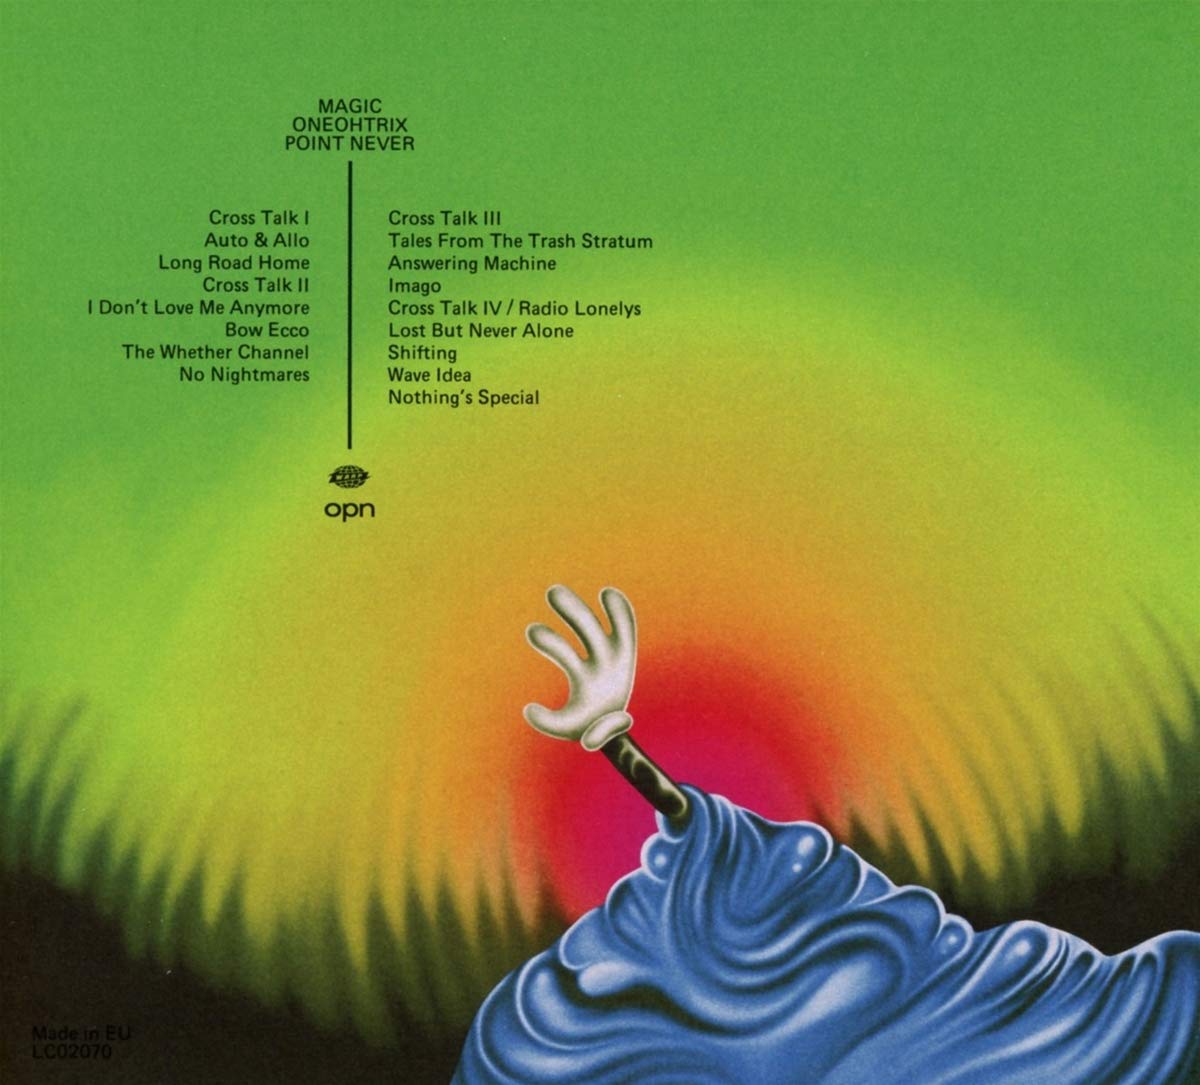 MAGIC
ONEOHTRIX
POINT NEVER
Cross Talk I
Auto & Allo
Long Road Home
Cross Talk II
I Don't Love Me Anymore
Bow Ecco
The Whether Channel
No Nightmares
Cross Talk III
Tales From The Trash Stratum
Answering Machine
Imago
Cross Talk IV / Radio Lonelys
Lost But Never Alone
Shifting
Wave Idea
Nothing's Special
WARP
opn
Made in EU
LC02070